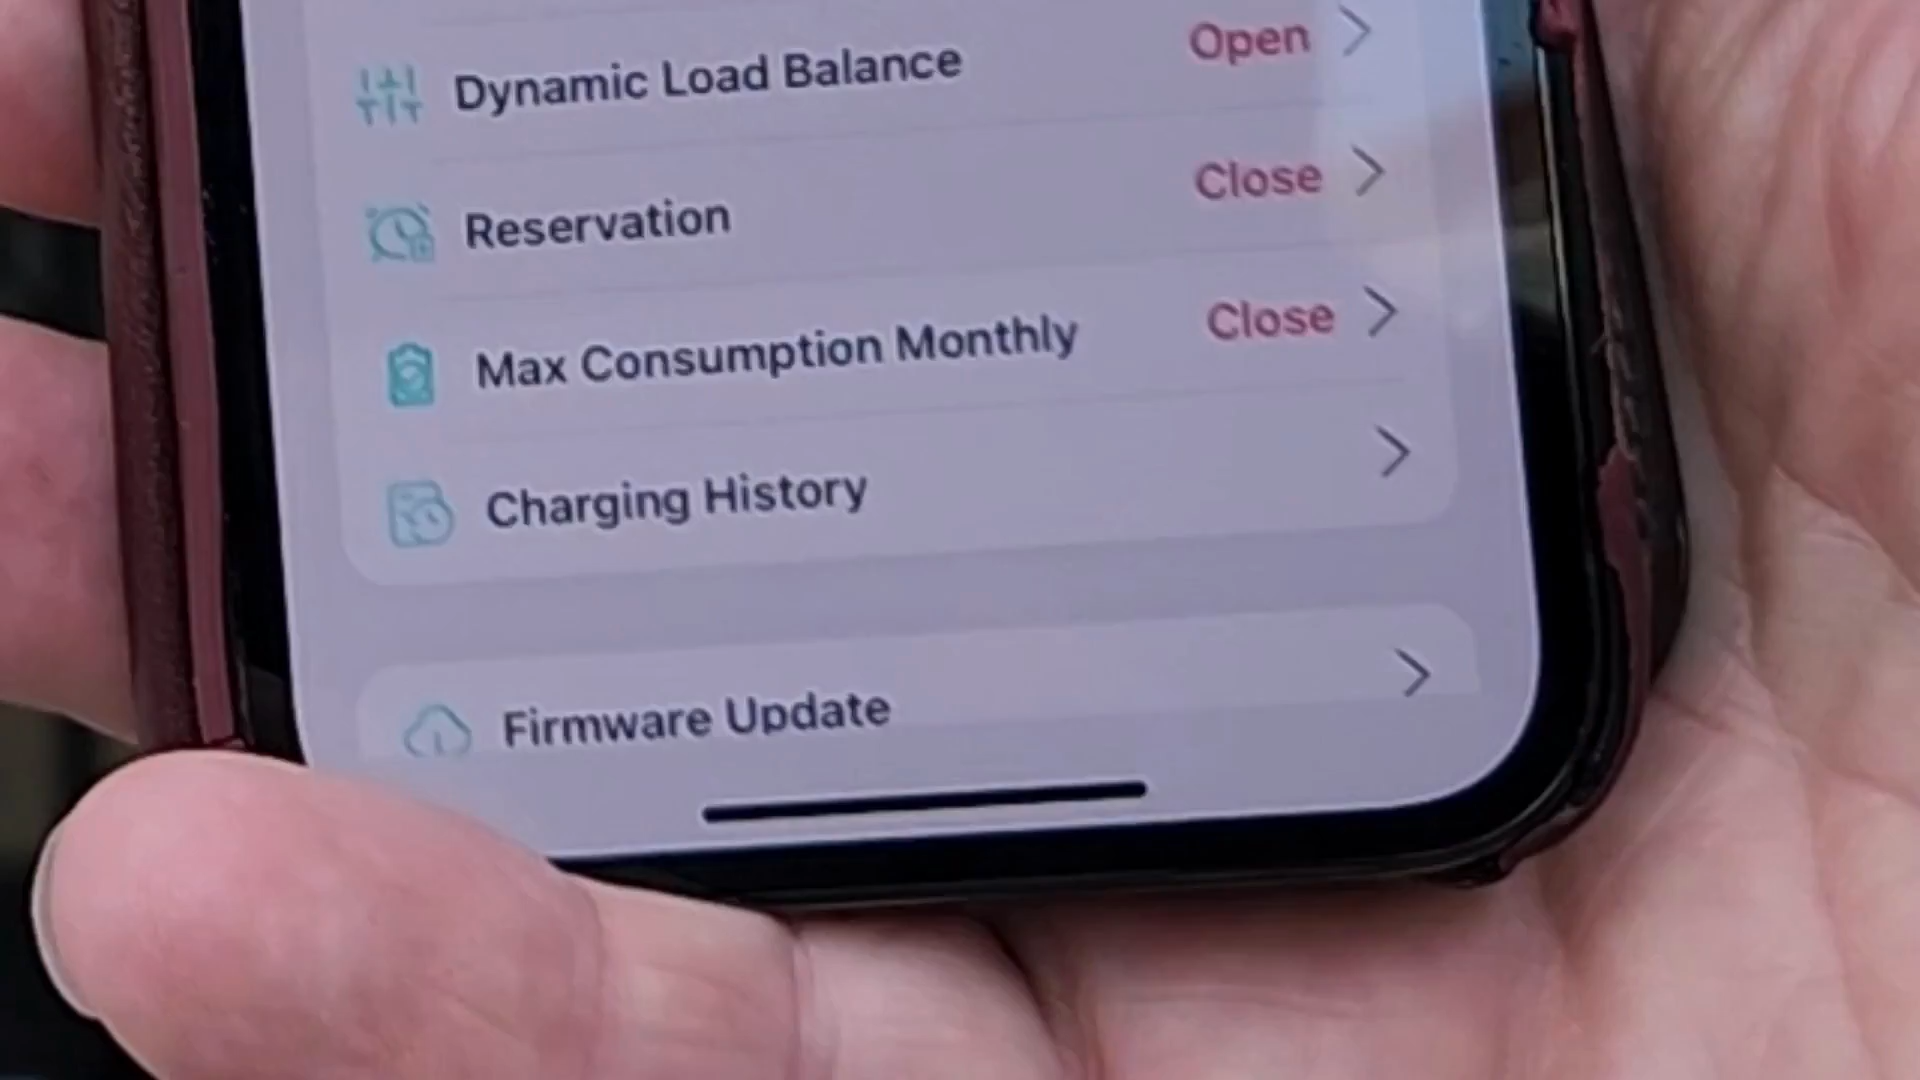 Dynamic Load Balance Open
Reservation Close
Max Consumption Monthly Close
Charging History
Firmware Update